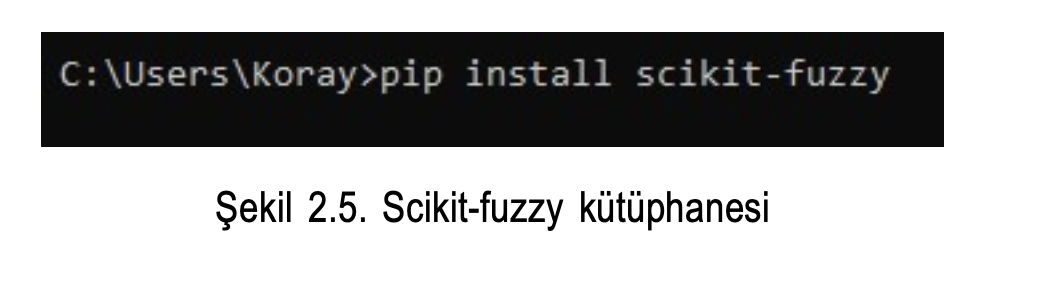 C:\Users\Koray>pip install scikit-fuzzy
Şekil 2.5. Scikit-fuzzy kütüphanesi